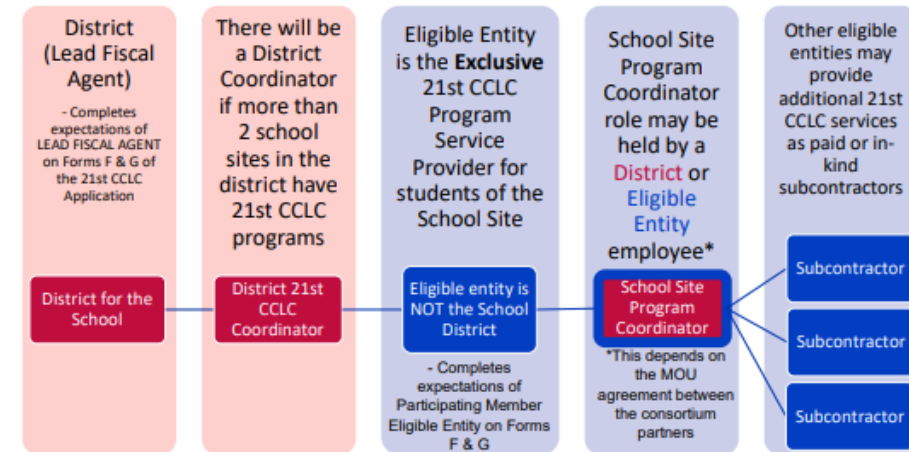 District
(Lead Fiscal
Agent)
- Completes
expectations of
LEAD FISCAL AGENT
on Forms F & G of
the 21st CCLC
Application
District for the
School
There will be
a District
Coordinator
if more than
2 school
sites in the
district have
21st CCLC
programs
District 21st
CCLC
Coordinator
Eligible Entity
is the Exclusive
21st CCLC
Program
Service
Provider for
students of the
School Site
Eligible entity is
NOT the School
District
- Completes
expectations of
Participating Member
Eligible Entity on Forms
F & G
School Site
Program
Coordinator
role may be
held by a
District or
Eligible
Entity
employee*
School Site
Program
Coordinator
*This depends on
the MOU
agreement between
the consortium
partners
Other eligible
entities may
provide
additional 21st
CCLC services
as paid or in-
kind
subcontractors
Subcontractor
Subcontractor
Subcontractor